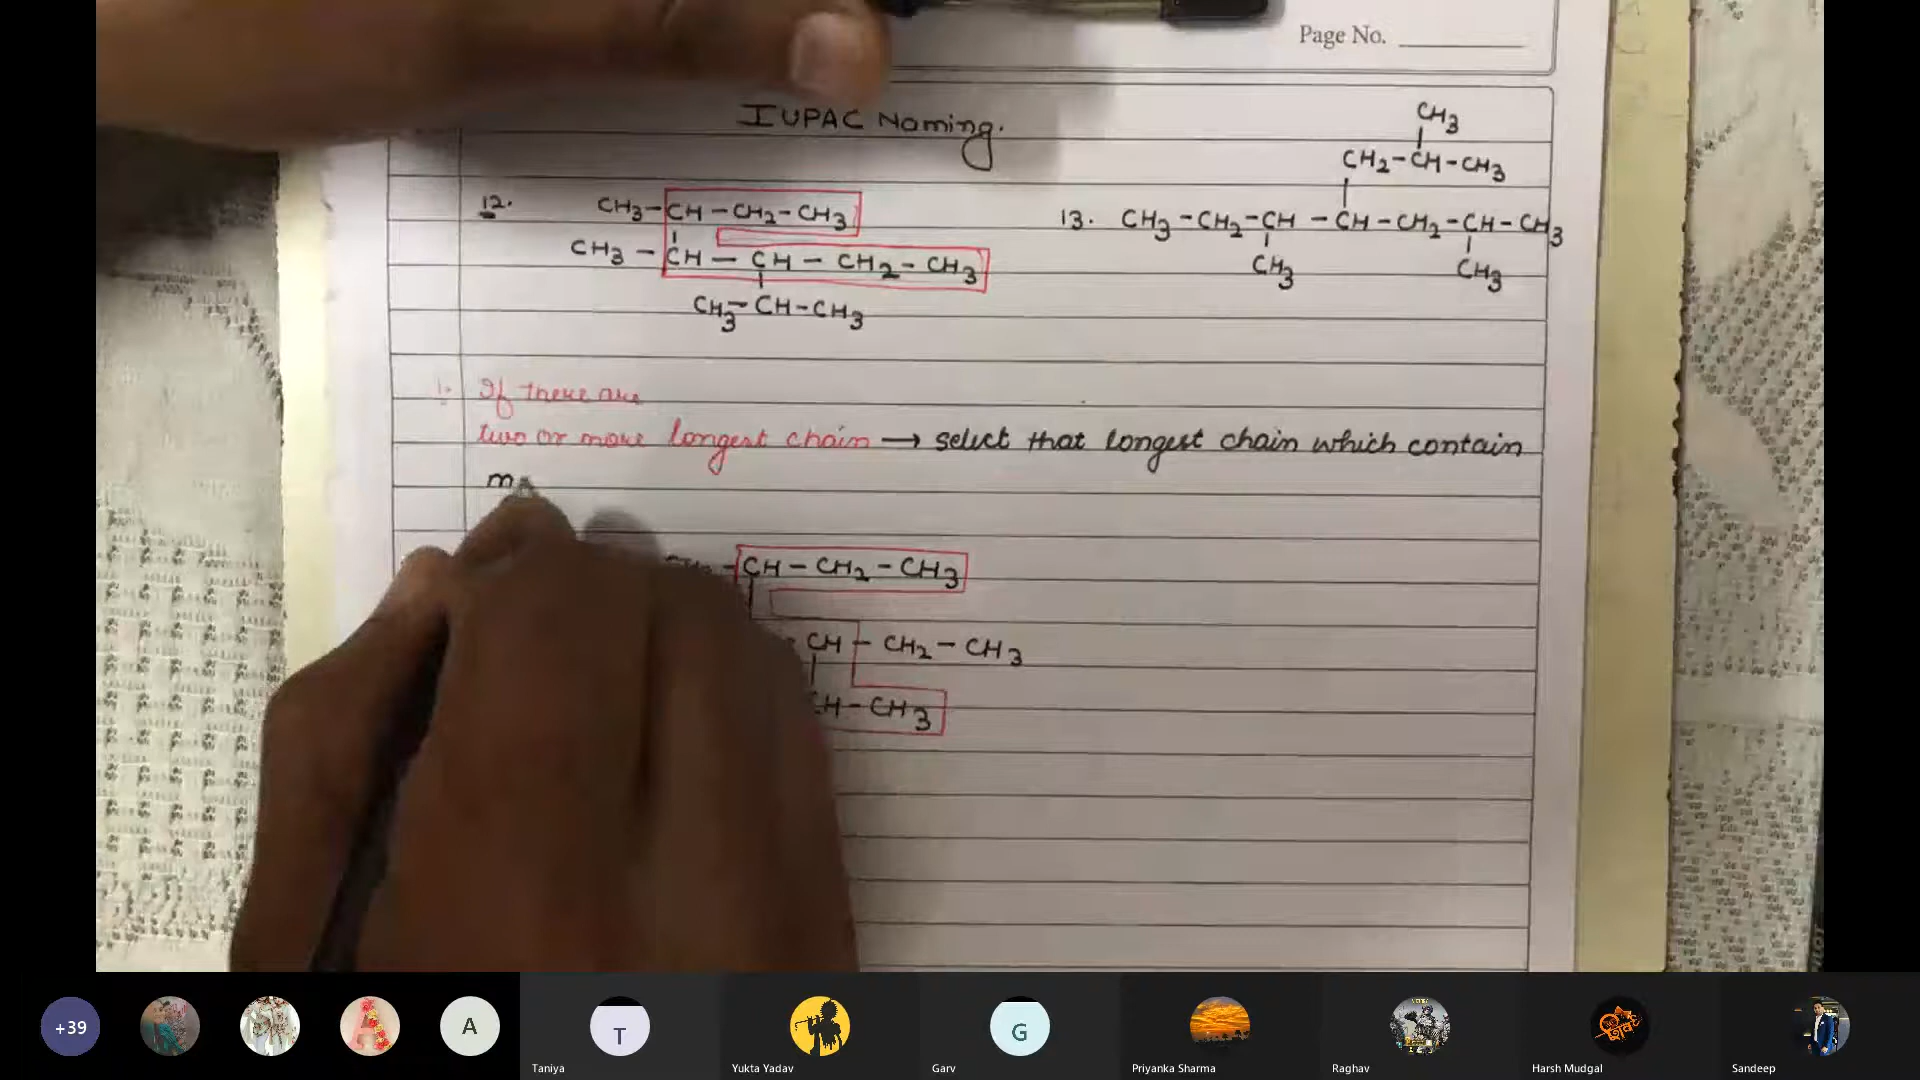 Page No.
IUPAC Naming.
CH3
CH2-CH-CH3
12. CH3-CH-CH2-CH3
13. CH3-CH2-CH-CH-CH2-CH-CH3
CH3-CH-CH-CH2-CH3
CH3 CH3
CH3-CH-CH3
1. If there are
two or more longest chain → select that longest chain which contain
CH-CH2-CH3
CH-CH2-CH3
CH-CH3
+39
A
T
G
Taniya
Yukta Yadav
Garv
Priyanka Sharma
Raghav
Harsh Mudgal
Sandeep